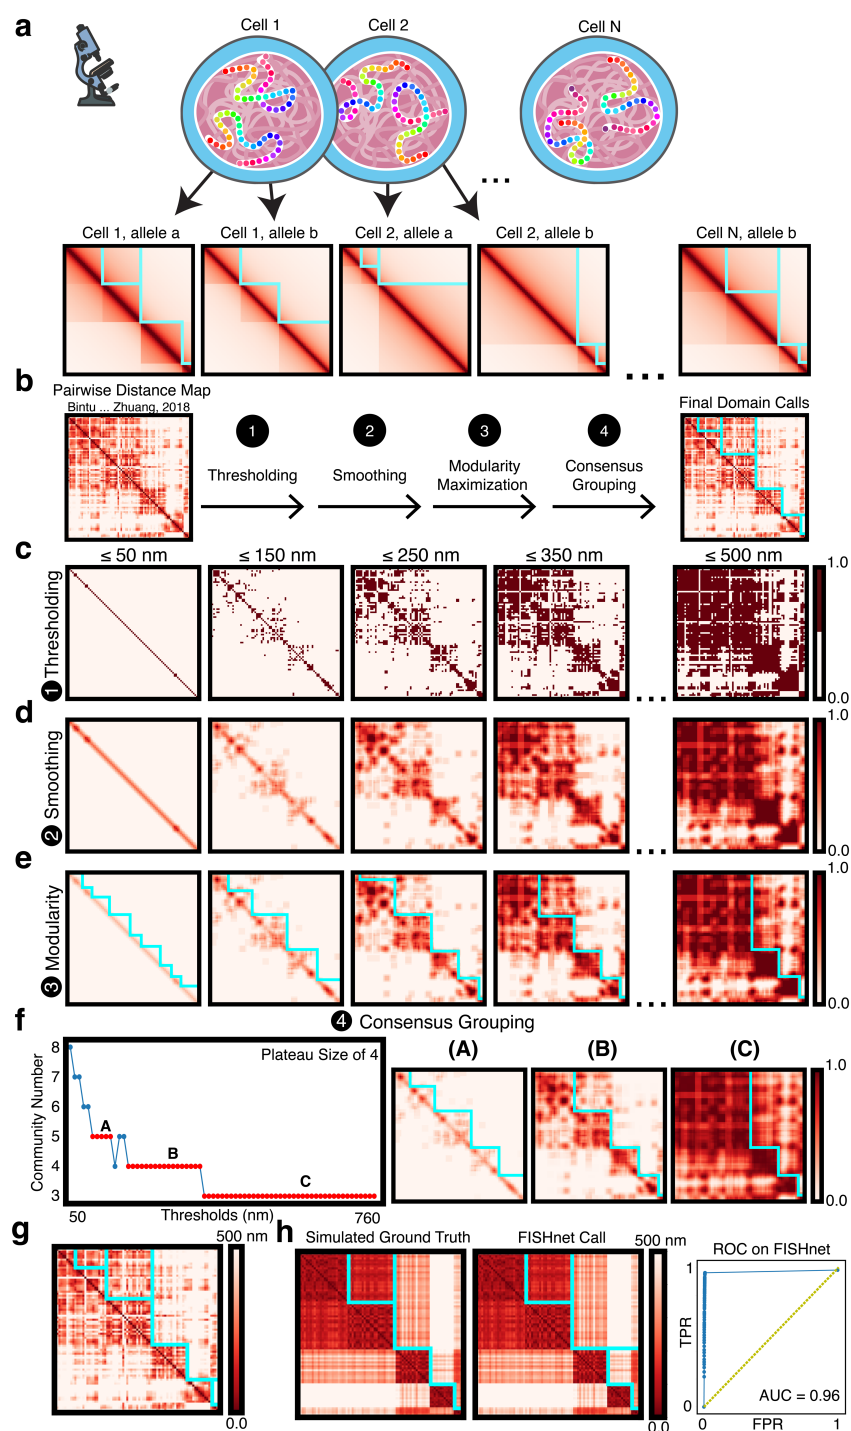 a
Cell 1
Cell 2
Cell N
...
Cell 1, allele a
Cell 1, allele b
Cell 2, allele a
Cell 2, allele b
Cell N, allele b
...
b
Pairwise Distance Map
Bintu ... Zhuang, 2018
1
Thresholding
2
Smoothing
3
Modularity
Maximization
4
Consensus
Grouping
Final Domain Calls
c
≤ 50 nm
≤ 150 nm
≤ 250 nm
≤ 350 nm
≤ 500 nm
1 Thresholding
...
1.0
0.0
d
2 Smoothing
...
1.0
0.0
e
3 Modularity
...
1.0
0.0
4 Consensus Grouping
f
Plateau Size of 4
Community Number
8
7
6
5
4
3
A
B
C
50
Thresholds (nm)
760
(A)
(B)
(C)
1.0
0.0
g
500 nm
0.0
h
Simulated Ground Truth
FISHnet Call
500 nm
0.0
ROC on FISHnet
1
TPR
0
AUC = 0.96
0
FPR
1